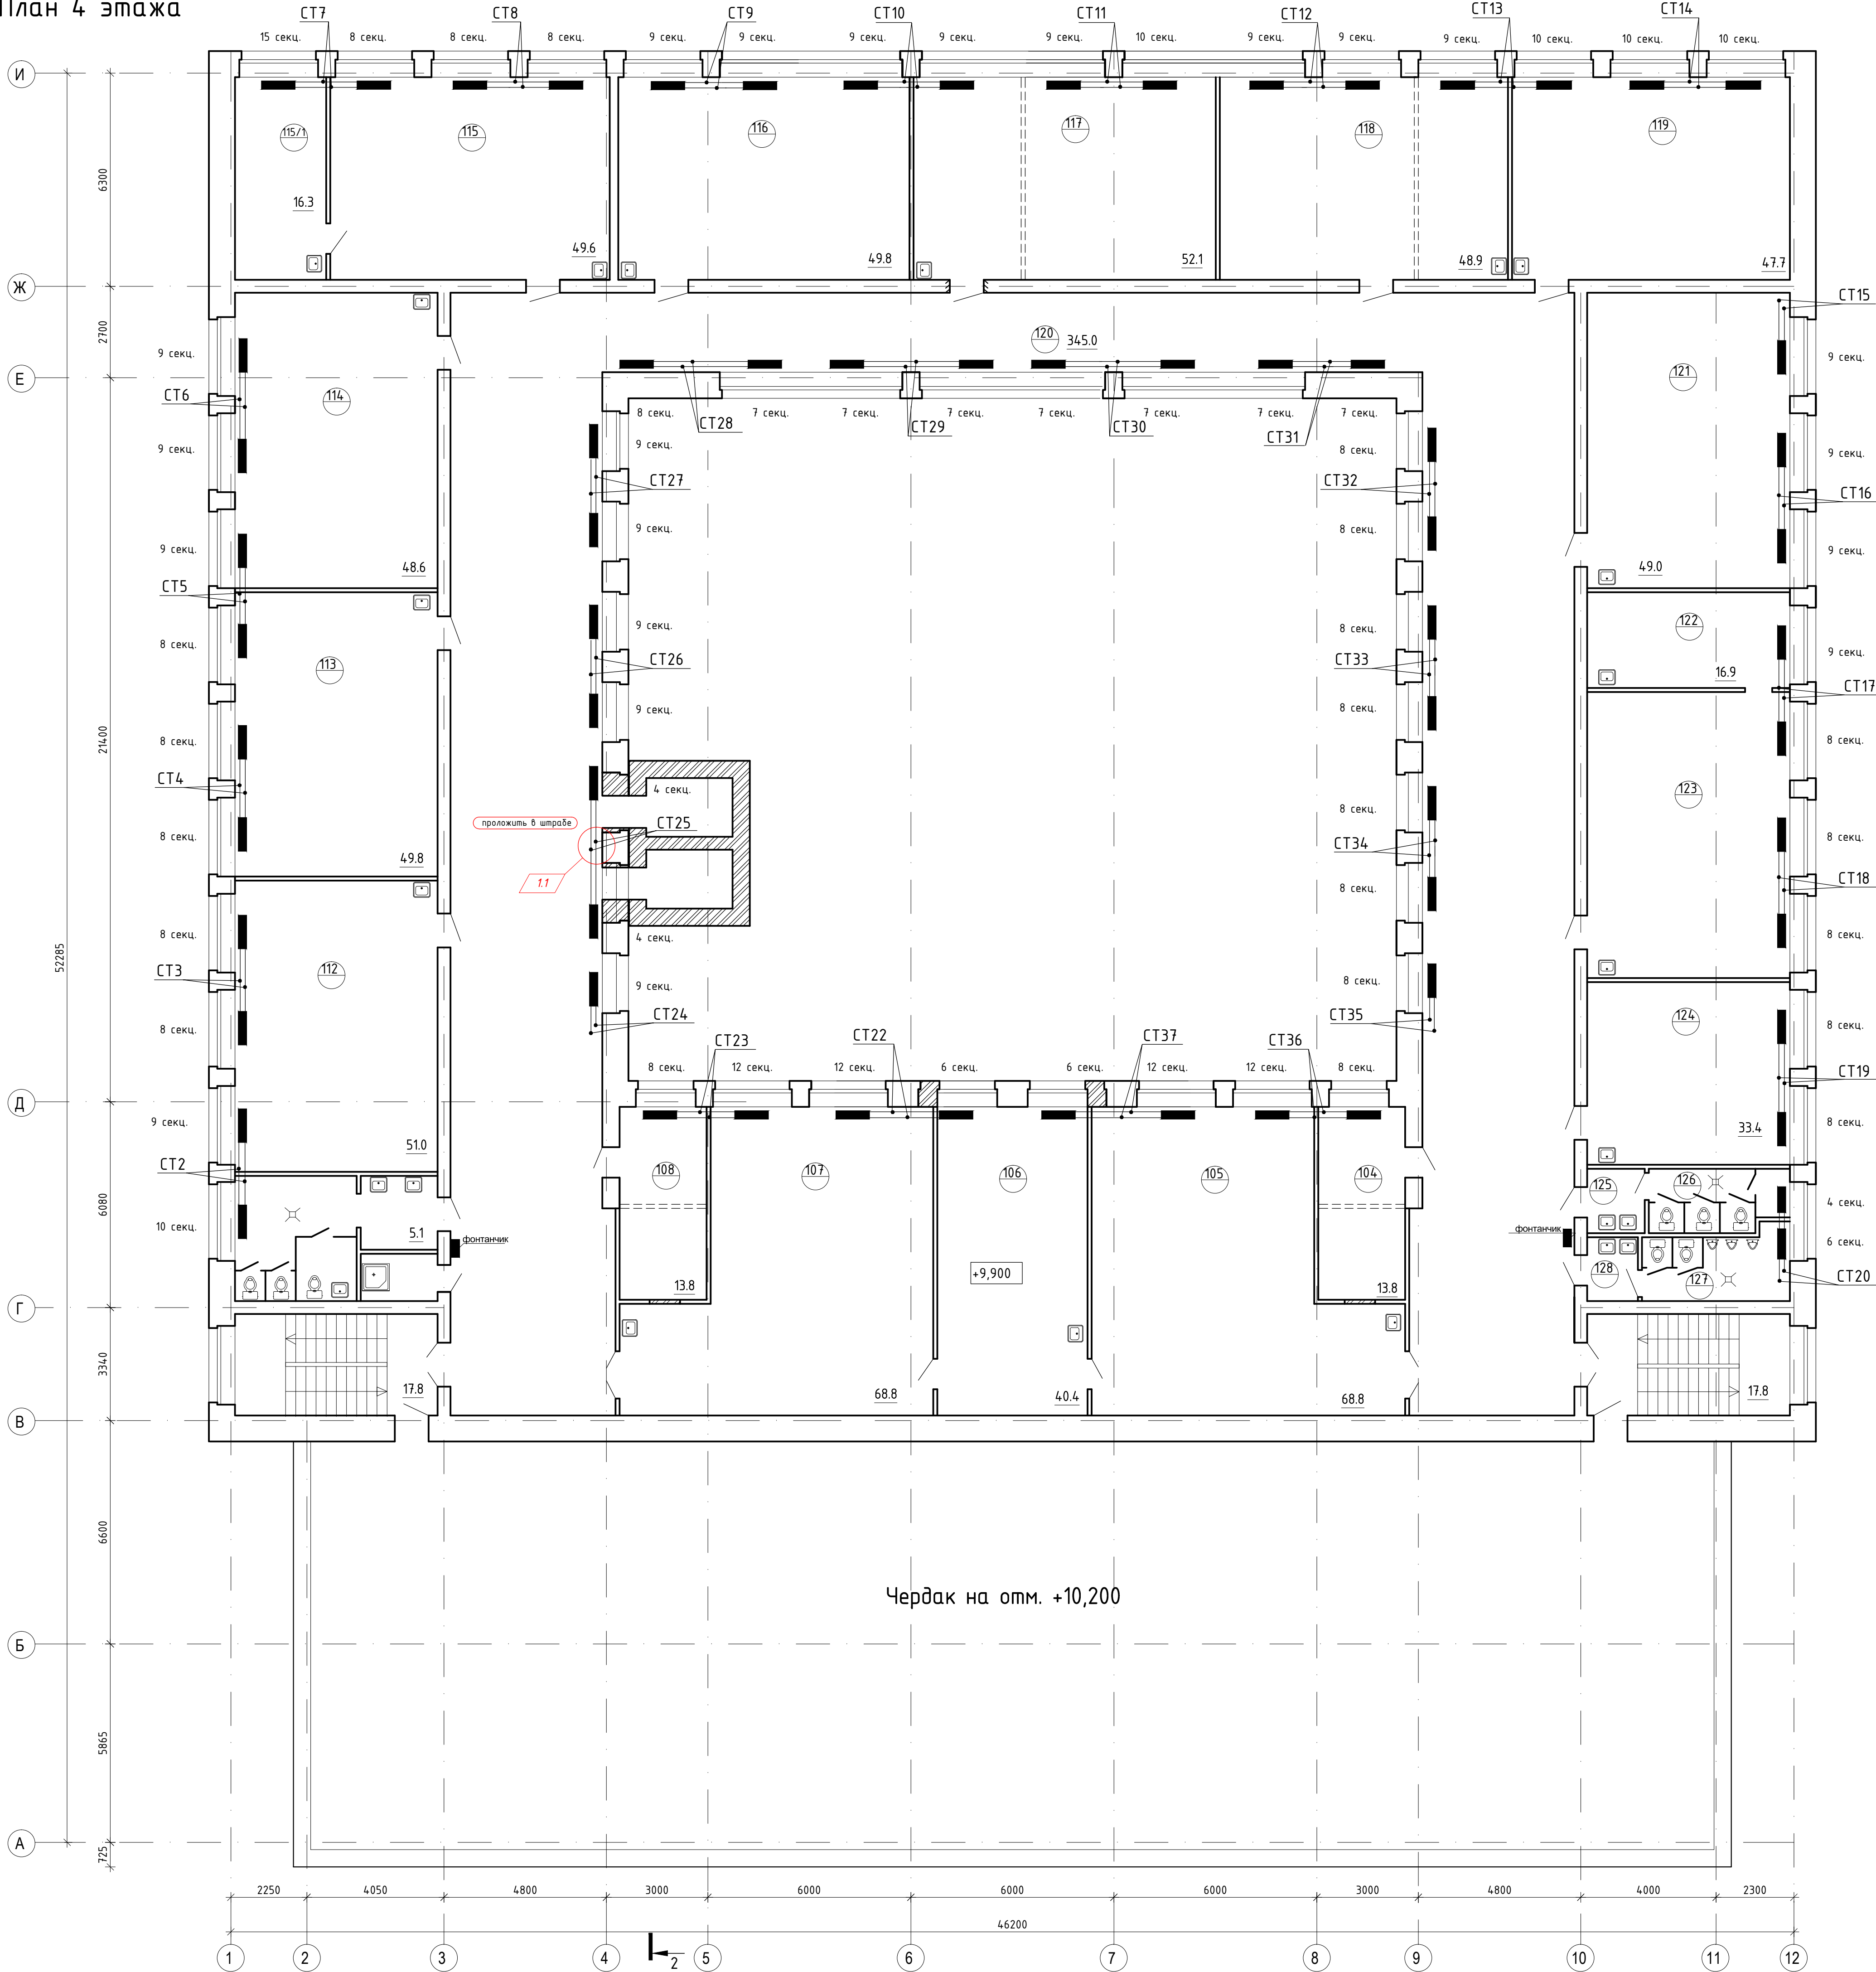 План 4 этажа
СТ7 СТ8 СТ9 СТ10 СТ11 СТ12 СТ13 СТ14
15 секц. 8 секц. 8 секц. 8 секц. 9 секц. 9 секц. 9 секц. 9 секц. 9 секц. 10 секц. 9 секц. 9 секц. 9 секц. 10 секц. 10 секц. 10 секц.
И
115/1 115 116 117 118 119
6300
16.3 49.6 49.8 52.1 48.9 47.7
Ж
СТ15
2700
120 345.0
9 секц. 9 секц.
Е
114 121
СТ6
8 секц. 7 секц. 7 секц. 7 секц. 7 секц. 7 секц. 7 секц. 7 секц.
СТ28 СТ29 СТ30 СТ31
9 секц. 9 секц. 8 секц. 9 секц.
СТ27 СТ32 СТ16
9 секц. 9 секц. 8 секц. 9 секц.
48.6 49.0
СТ5
8 секц. 9 секц. 8 секц. 122 9 секц.
113 СТ26 СТ33 16.9 СТ17
8 секц. 9 секц. 8 секц. 8 секц.
21400
СТ4 4 секц. 8 секц. 123
проложить в штрабе
СТ25 СТ34
8 секц. 8 секц.
49.8
1.1
8 секц. СТ18
8 секц. 4 секц. 8 секц.
52285
СТ3 112 9 секц. 8 секц.
8 секц. СТ24 СТ35 124 8 секц.
СТ23 СТ22 СТ37 СТ36
8 секц. 12 секц. 12 секц. 6 секц. 6 секц. 12 секц. 12 секц. 8 секц.
СТ19
Д
9 секц. 51.0 33.4 8 секц.
СТ2 108 107 106 105 104 125 126
6080
10 секц. 5.1 фонтанчик фонтанчик 4 секц.
6 секц.
13.8 +9,900 13.8 128 127 СТ20
Г
3340
17.8 68.8 40.4 68.8 17.8
В
6600
Чердак на отм. +10,200
Б
5865
А
725
2250 4050 4800 3000 6000 6000 6000 3000 4800 4000 2300
46200
1 2 3 4 5 6 7 8 9 10 11 12
2